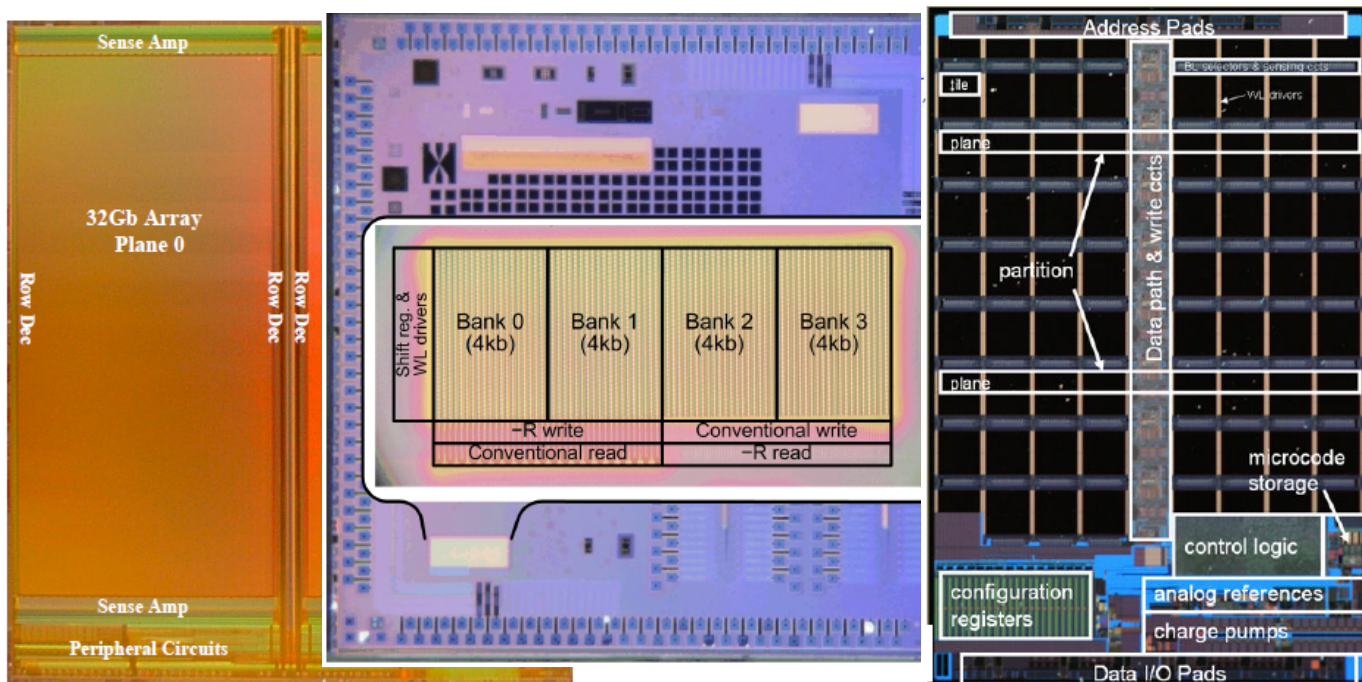 Sense Amp
32Gb Array
Plane 0
Row Dec
Row Dec
Row Dec
Sense Amp
Peripheral Circuits
Shift reg. &
WL drivers
Bank 0
(4kb)
Bank 1
(4kb)
Bank 2
(4kb)
Bank 3
(4kb)
−R write
Conventional write
Conventional read
−R read
Address Pads
BL selectors & sensing ccts
tile
WL drivers
plane
partition
Data path & write ccts
plane
microcode
storage
control logic
configuration
registers
analog references
charge pumps
Data I/O Pads